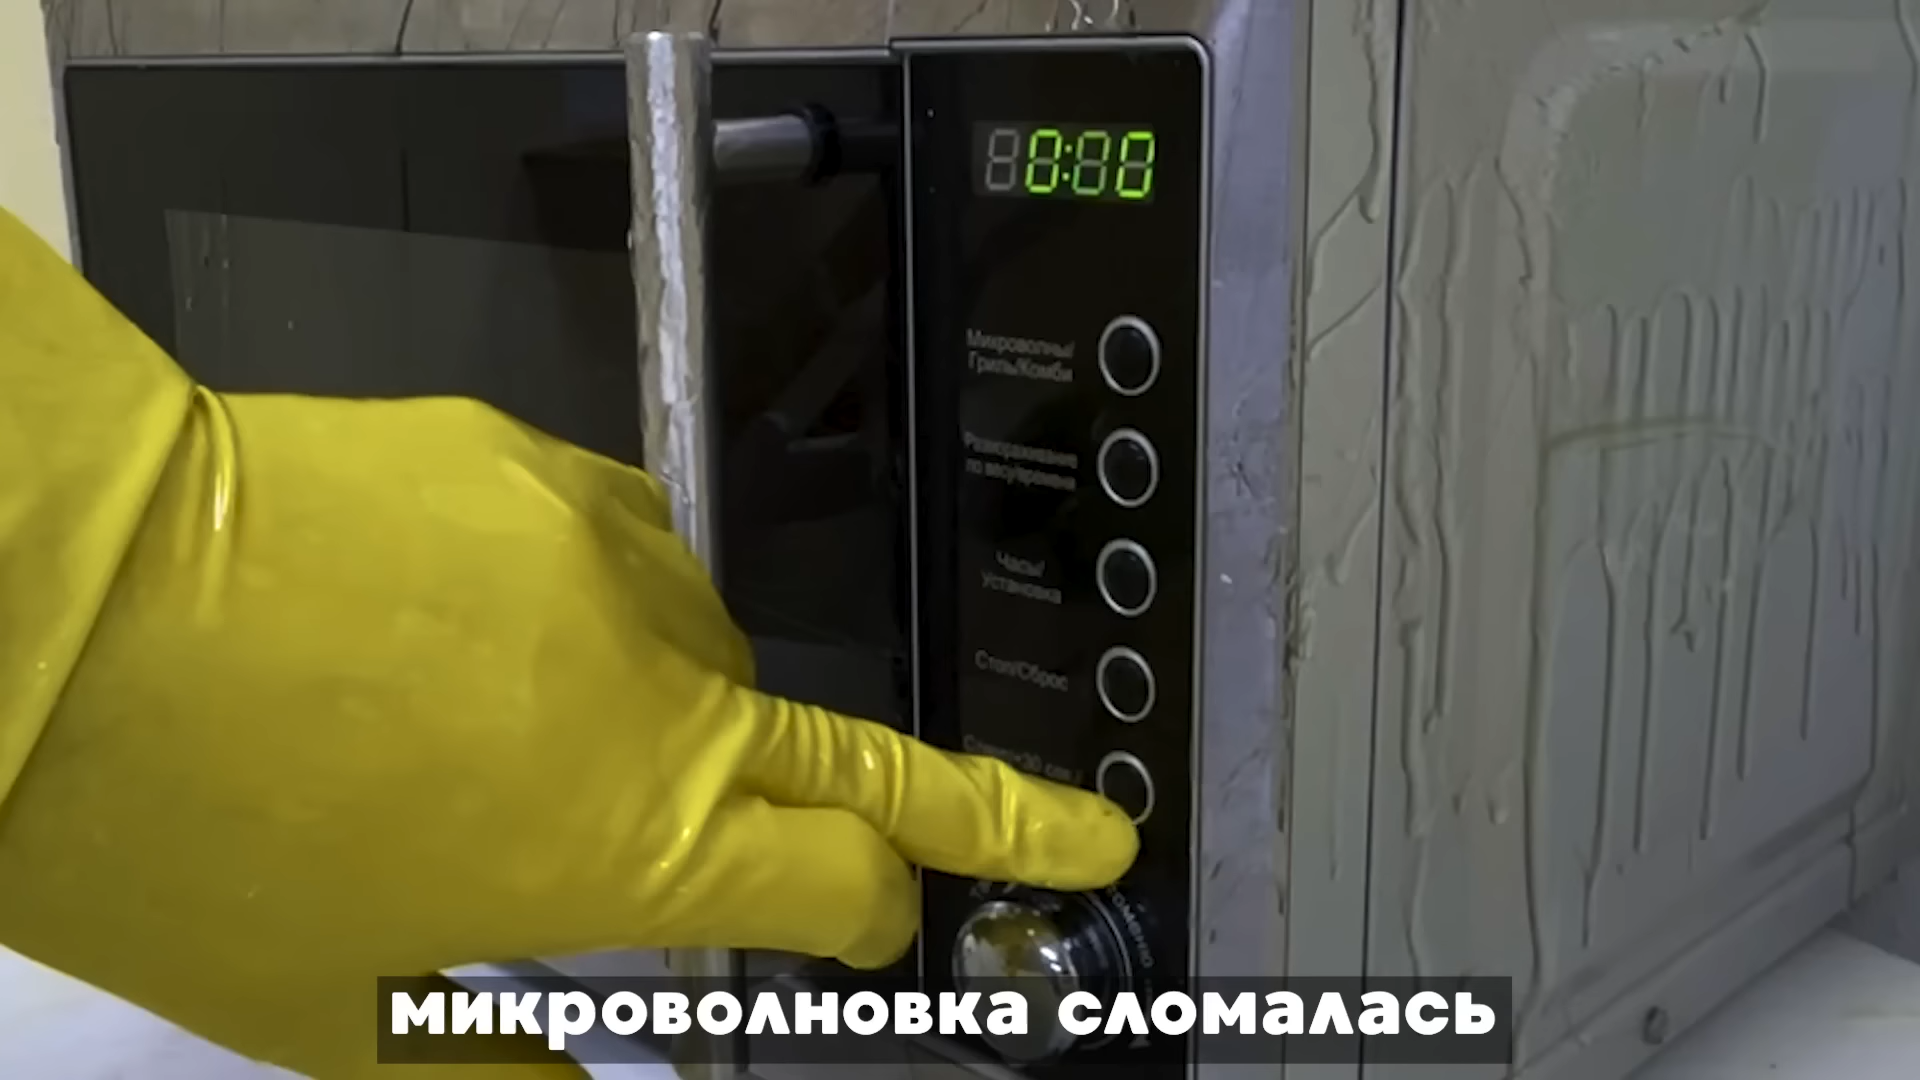 0:00
Микроволны/
Гриль/Комби
Размораживание
по весу/времени
Часы/
Установка
Стоп/Сброс
микроволновка сломалась